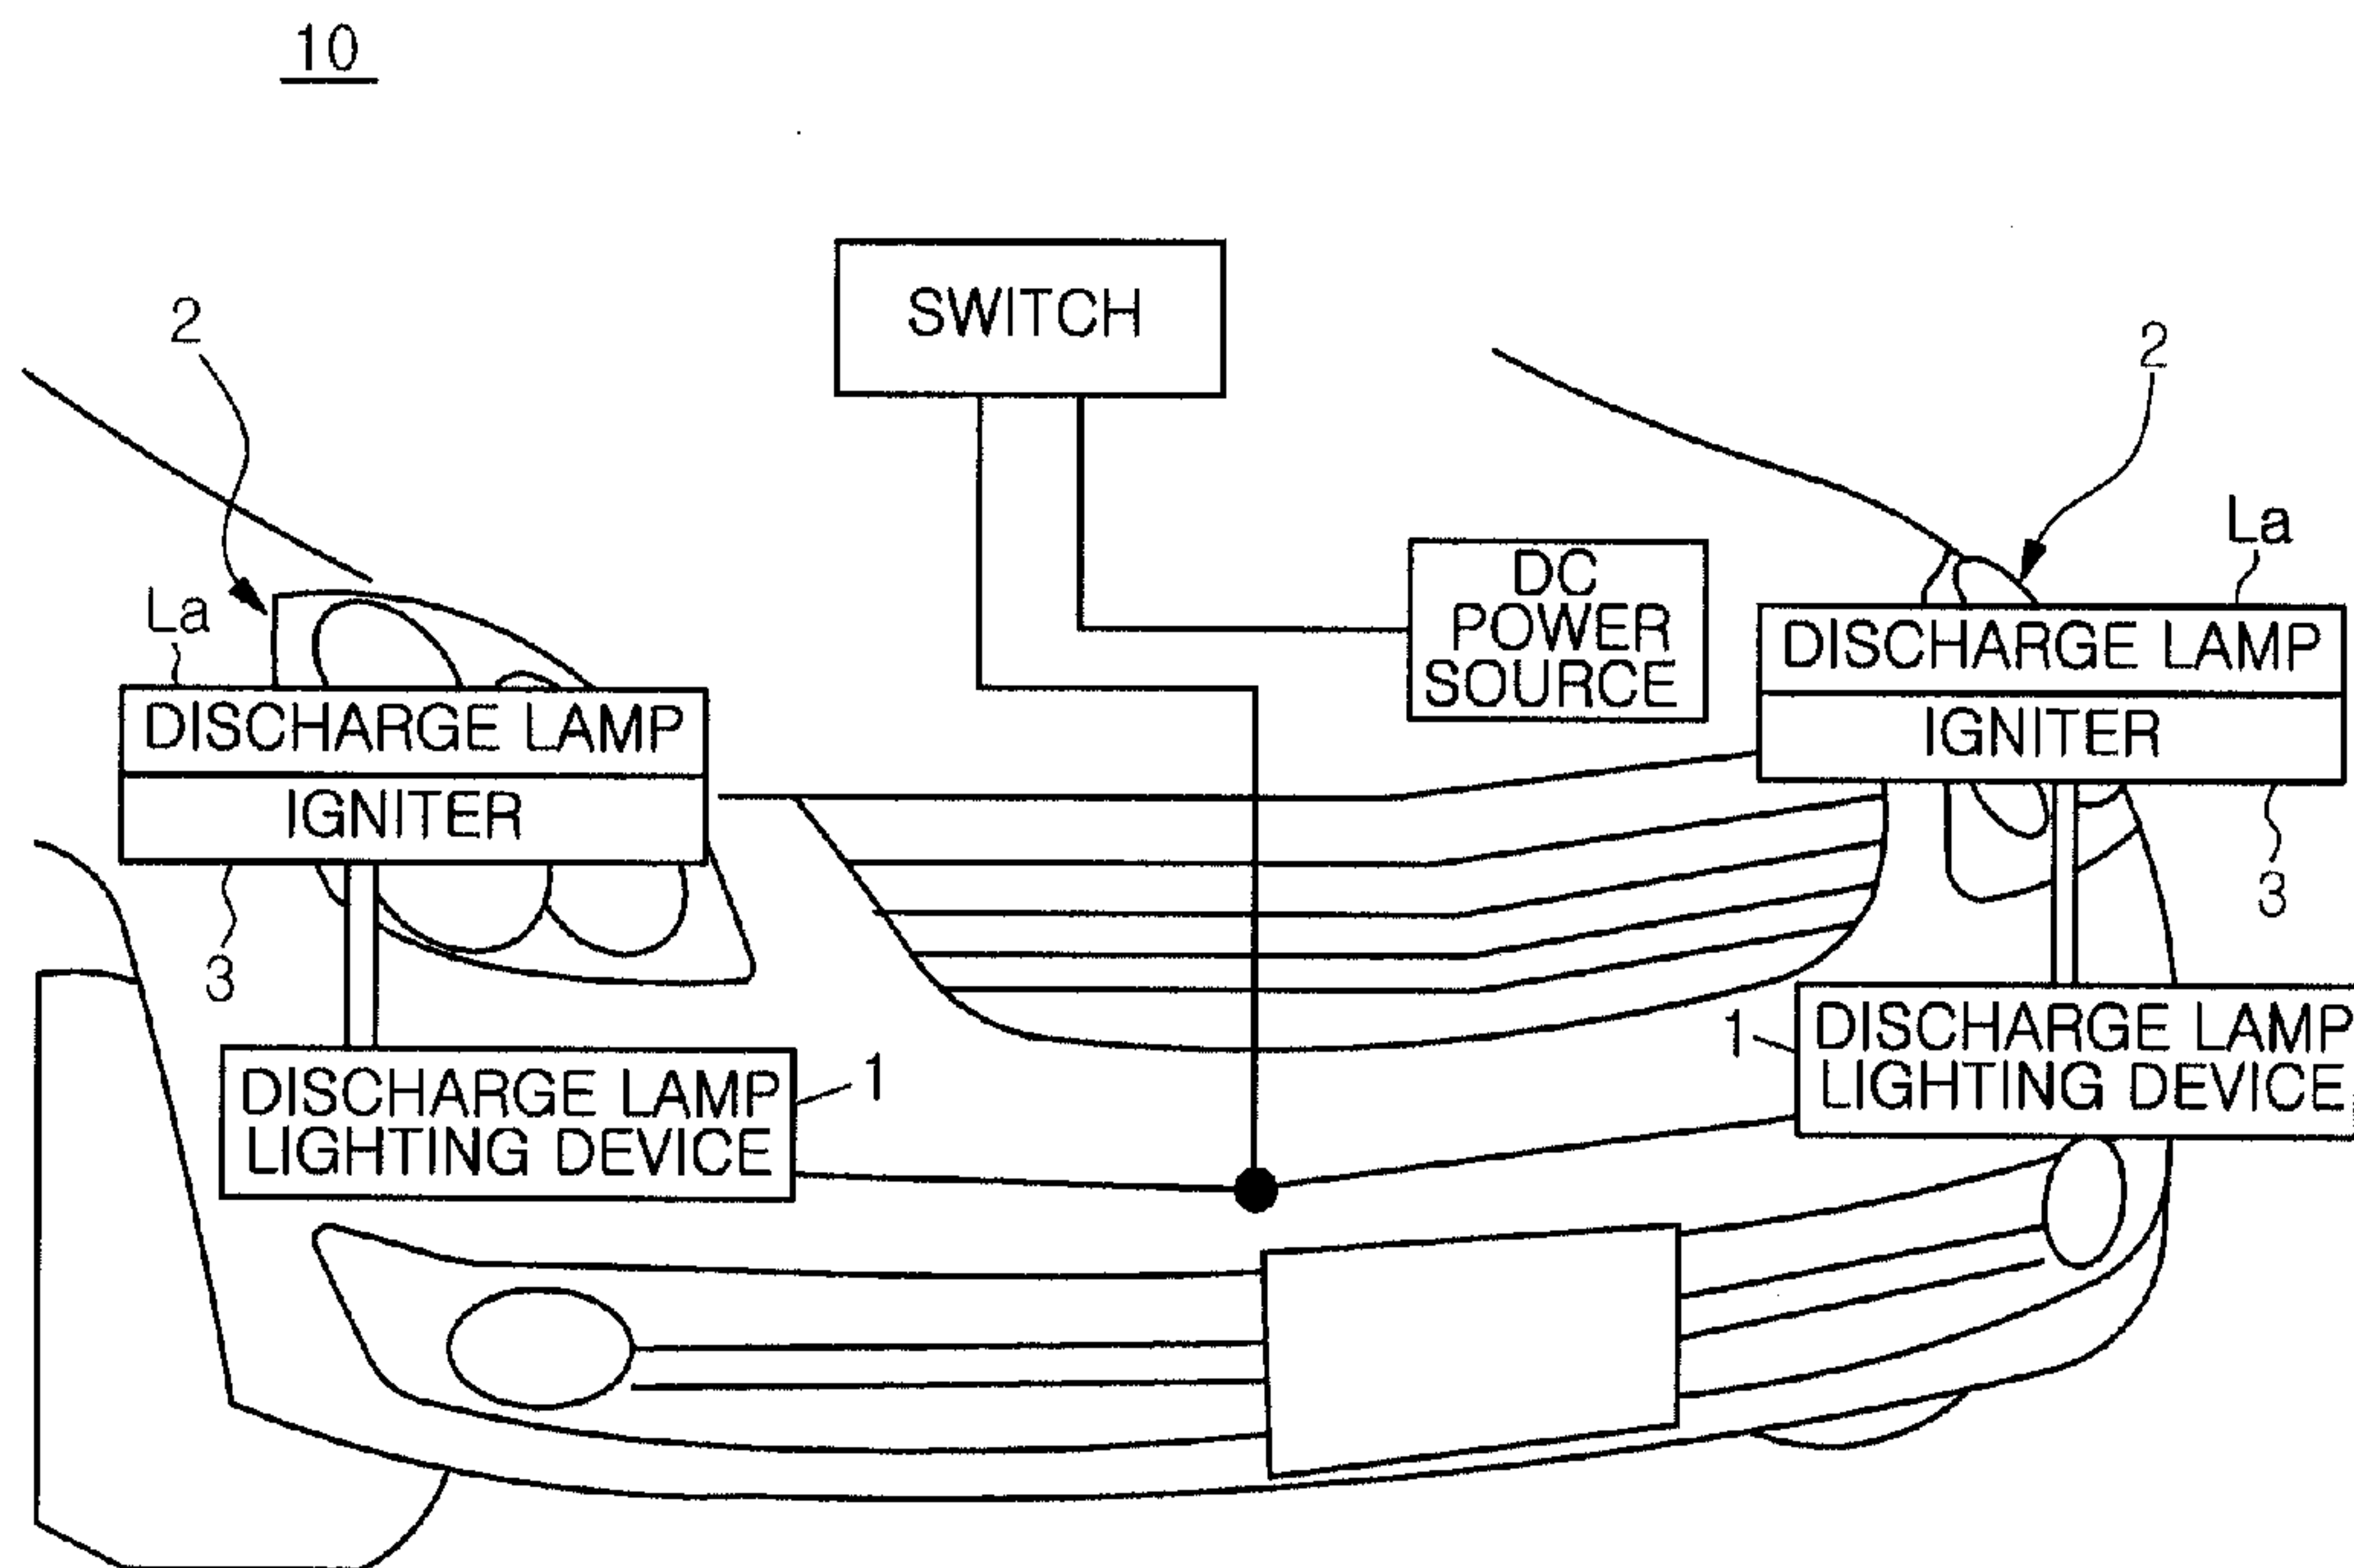 10
SWITCH
2
2
La
DC
POWER
SOURCE
La
DISCHARGE LAMP
IGNITER
DISCHARGE LAMP
IGNITER
3
3
1
DISCHARGE LAMP
LIGHTING DEVICE
1
DISCHARGE LAMP
LIGHTING DEVICE